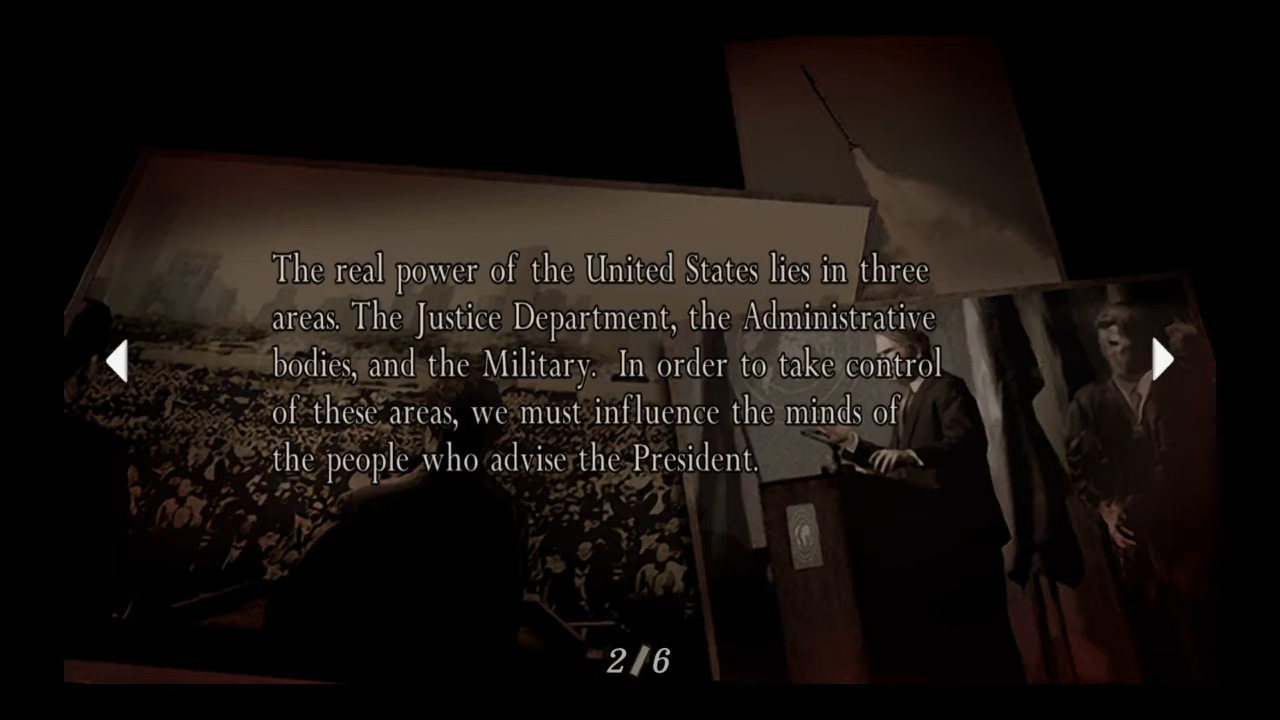 The real power of the United States lies in three
areas. The Justice Department, the Administrative
bodies, and the Military.  In order to take control
of these areas, we must influence the minds of
the people who advise the President.
2/6